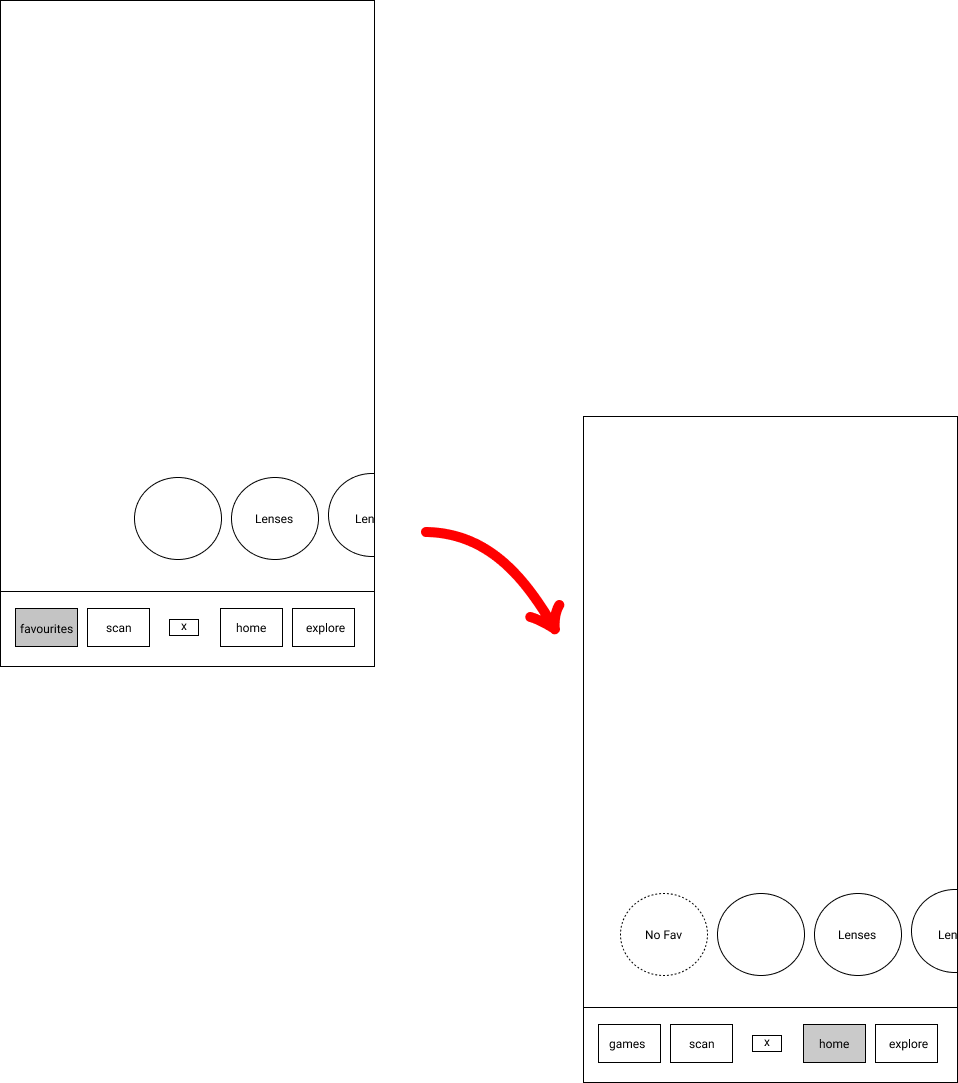 Lenses
Len
favourites
scan
x
home
explore
No Fav
Lenses
Len
games
scan
x
home
explore